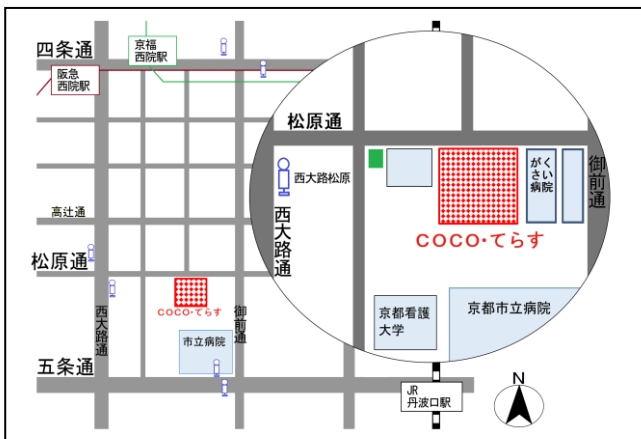 四条通
京福
西院駅
阪急
西院駅
高辻通
松原通
西大路通
COCO・てらす
御前通
市立病院
五条通
松原通
西大路松原
西大路通
がくさい病院
御前通
COCO・てらす
京都看護
大学
京都市立病院
JR
丹波口駅
N